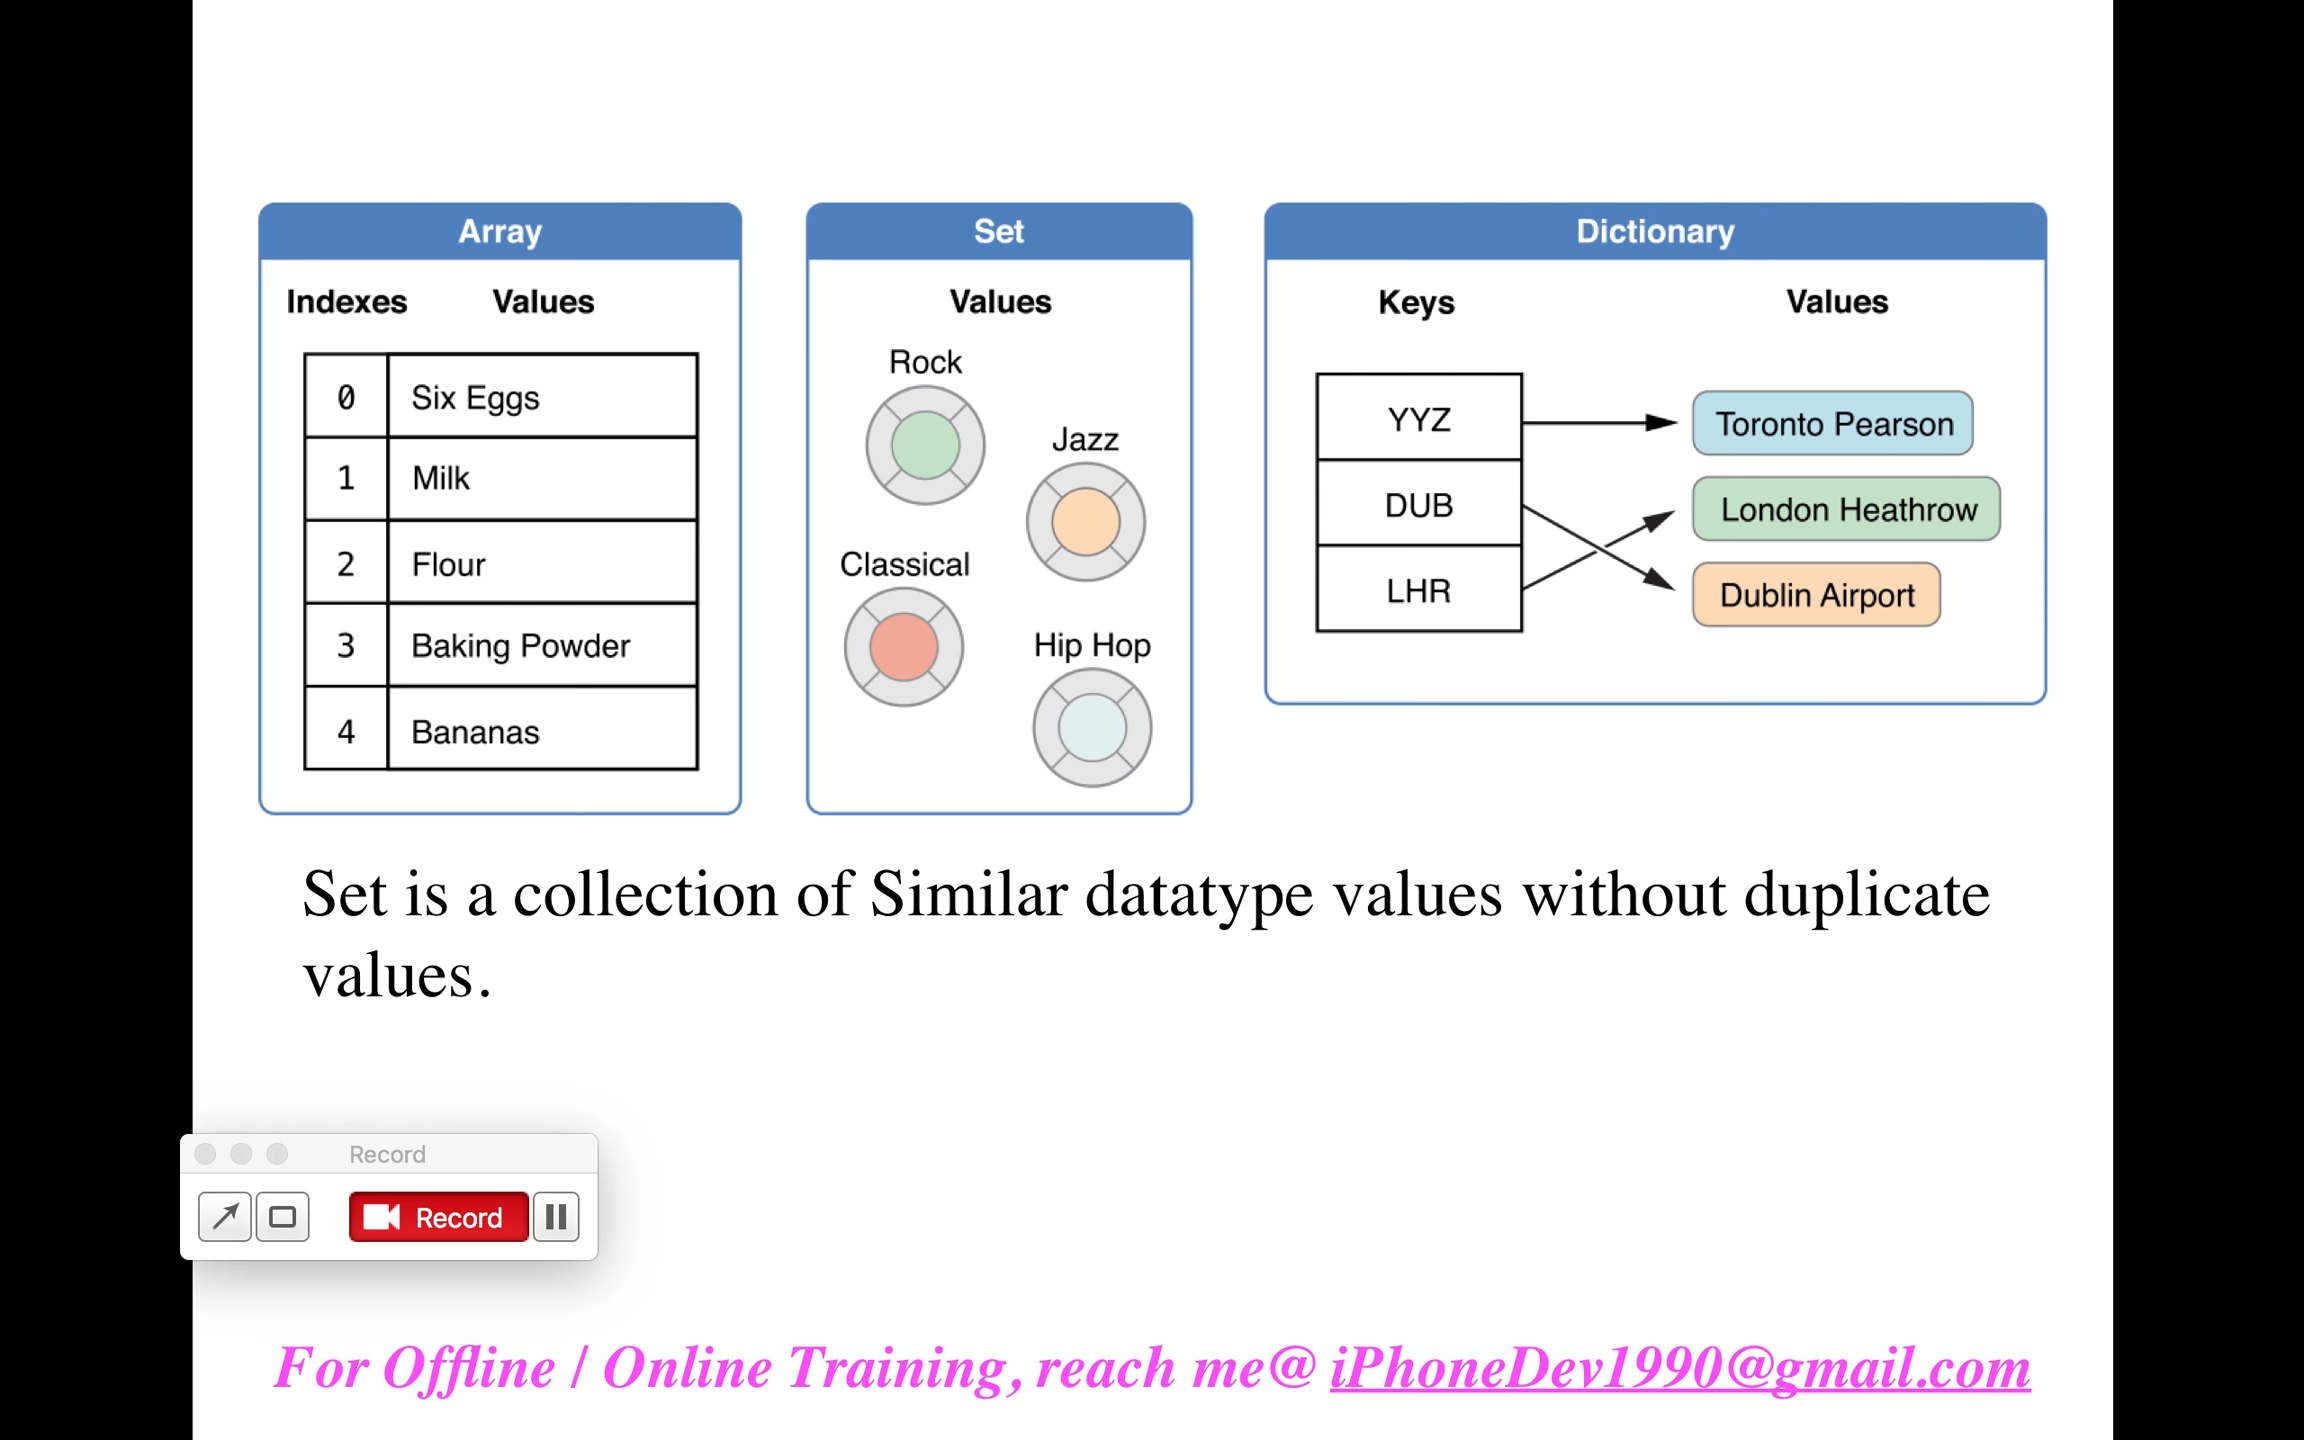 Array
Indexes Values
0 Six Eggs
1 Milk
2 Flour
3 Baking Powder
4 Bananas
Set
Values
Rock
Jazz
Classical
Hip Hop
Dictionary
Keys Values
YYZ Toronto Pearson
DUB London Heathrow
LHR Dublin Airport
Set is a collection of Similar datatype values without duplicate
values.
Record
Record
For Offline / Online Training, reach me@ iPhoneDev1990@gmail.com